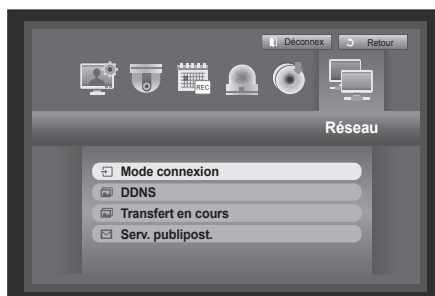 Déconnex Retour
REC
Réseau
Mode connexion
DDNS
Transfert en cours
Serv. publipost.